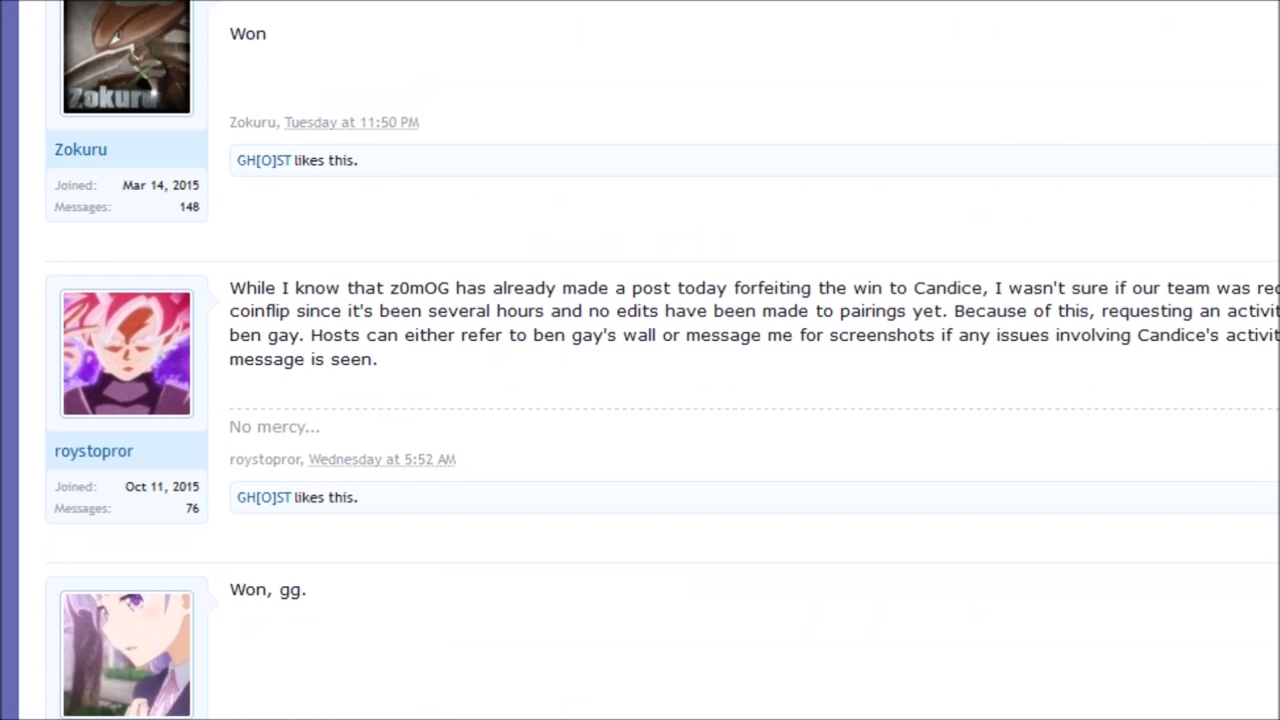 Won
Zokuru
Zokuru, Tuesday at 11:50 PM
Zokuru
GH[O]ST likes this.
Joined: Mar 14, 2015
Messages: 148
While I know that z0mOG has already made a post today forfeiting the win to Candice, I wasn't sure if our team was
coinflip since it's been several hours and no edits have been made to pairings yet. Because of this, requesting an
ben gay. Hosts can either refer to ben gay's wall or message me for screenshots if any issues involving Candice's
message is seen.
No mercy...
roystopror
roystopror, Wednesday at 5:52 AM
Joined: Oct 11, 2015
GH[O]ST likes this.
Messages: 76
Won, gg.